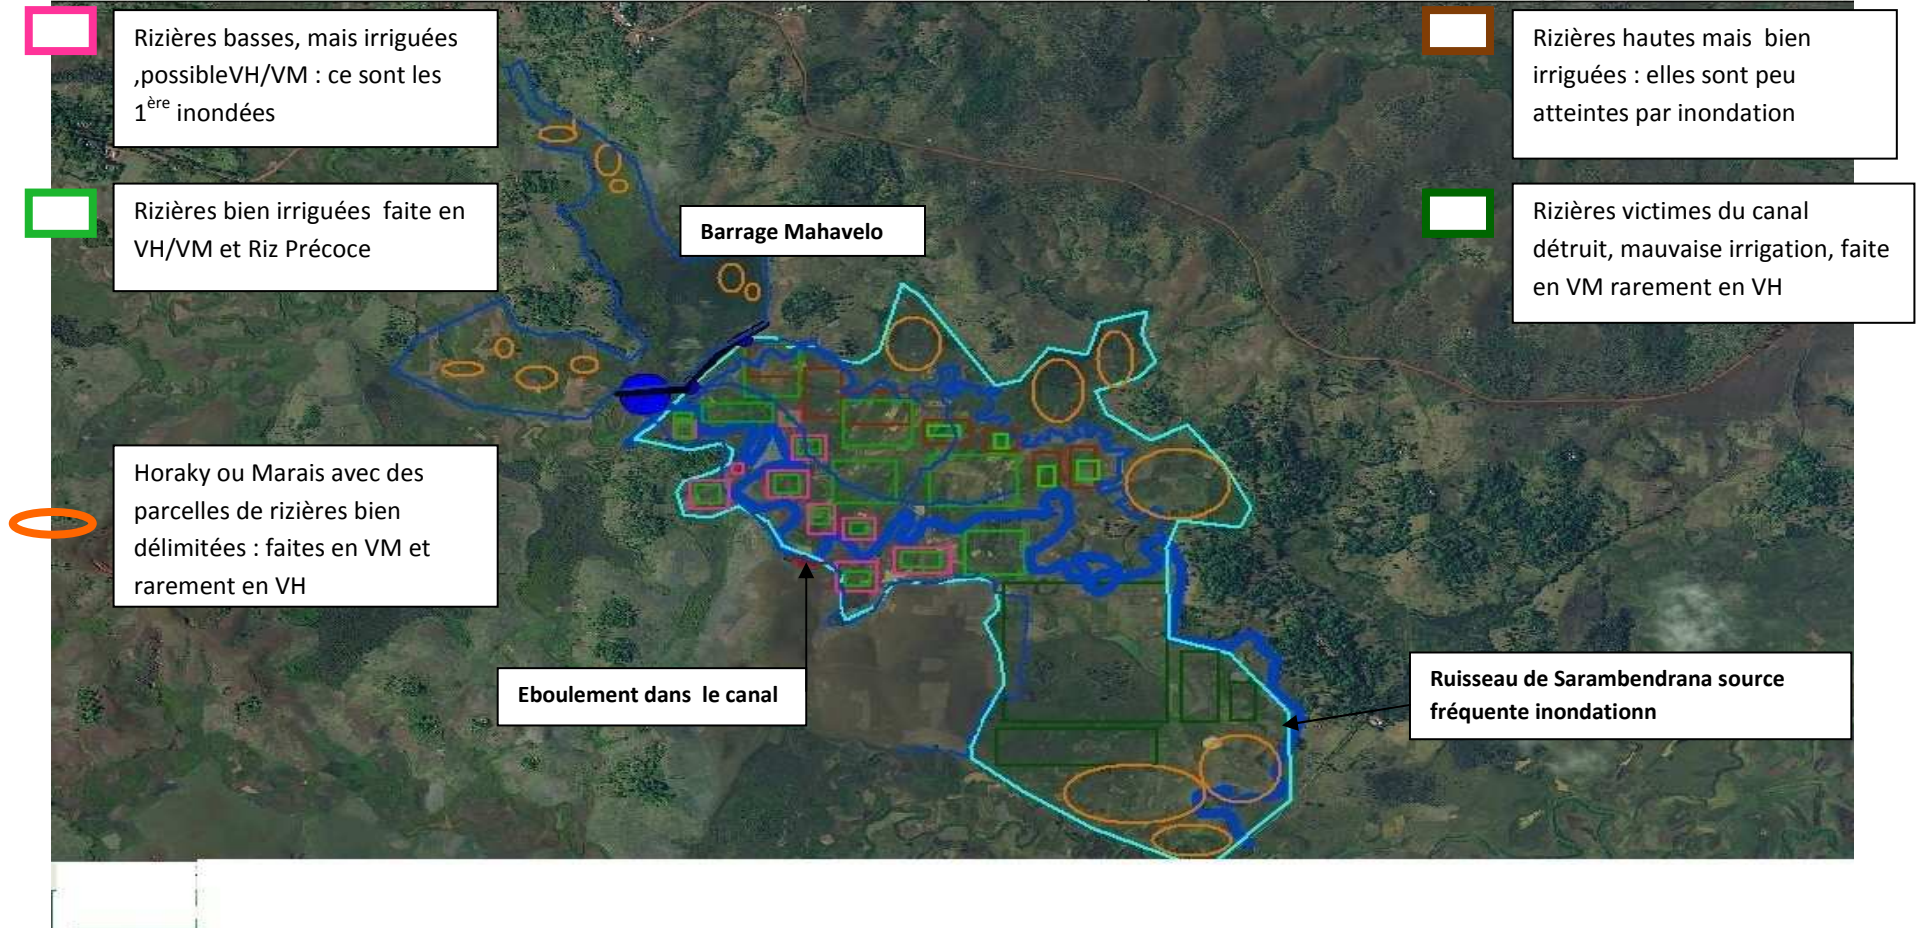 Rizières basses, mais irriguées
,possibleVH/VM : ce sont les
1ère inondées
Rizières bien irriguées faite en
VH/VM et Riz Précoce
Horaky ou Marais avec des
parcelles de rizières bien
délimitées : faites en VM et
rarement en VH
Barrage Mahavelo
Eboulement dans le canal
Rizières hautes mais bien
irriguées : elles sont peu
atteintes par inondation
Rizières victimes du canal
détruit, mauvaise irrigation, faite
en VM rarement en VH
Ruisseau de Sarambendrana source
fréquente inondationn